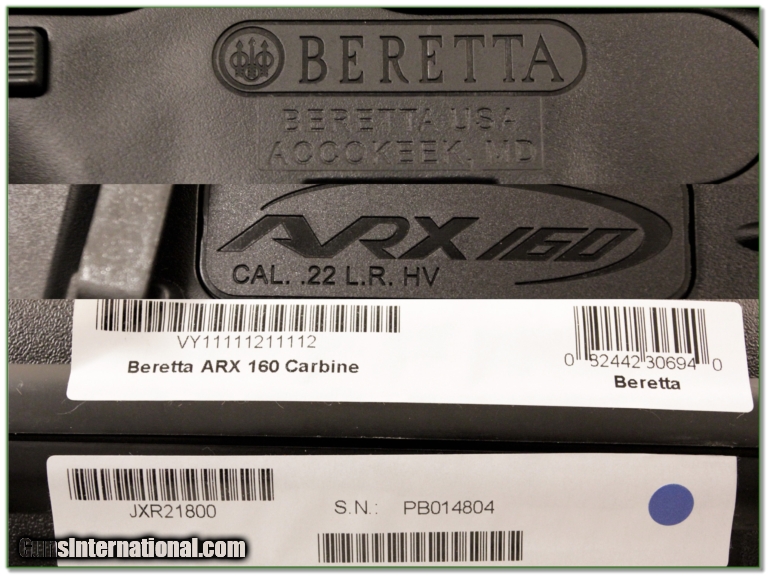 BERETTA
BERETTA USA
ACCOKEEK, MD
ARX 160
CAL. .22 L.R. HV
VY11111211112
Beretta ARX 160 Carbine
0 82442 30694 0
Beretta
JXR21800
S.N.: PB014804
GunsInternational.com